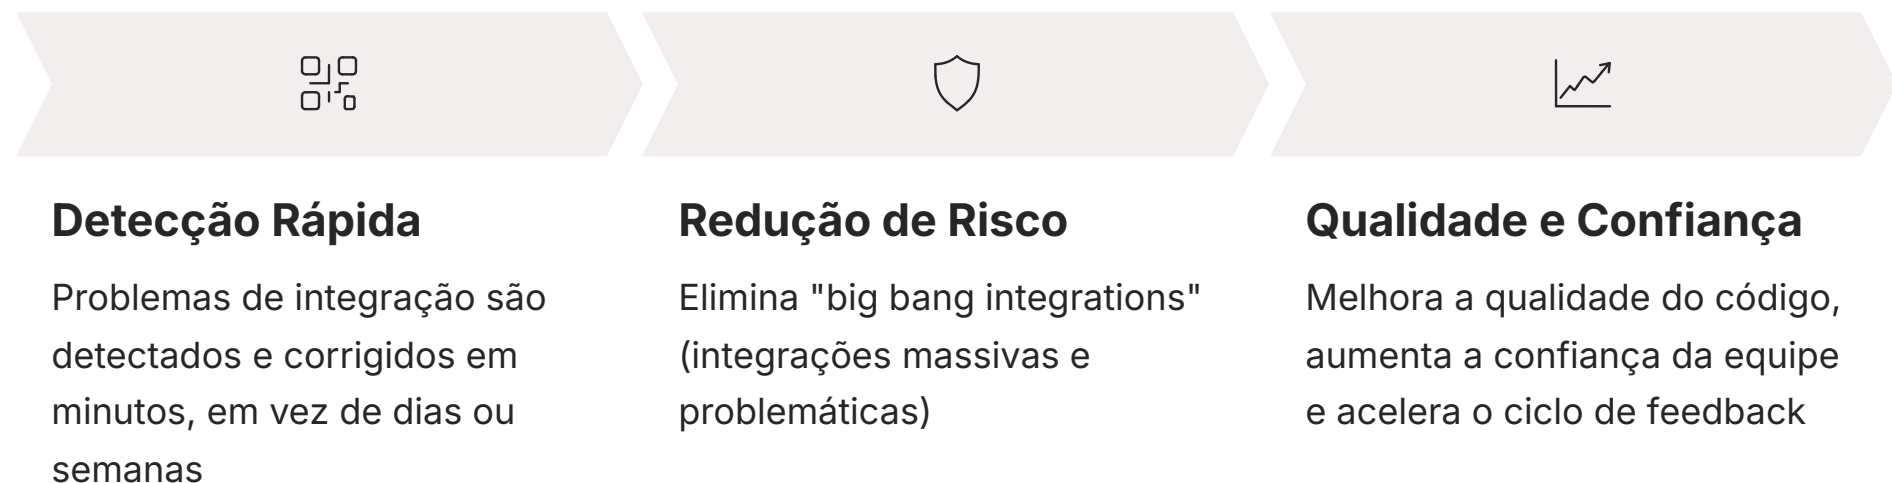 Detecção Rápida
Problemas de integração são
detectados e corrigidos em
minutos, em vez de dias ou
semanas
Redução de Risco
Elimina "big bang integrations"
(integrações massivas e
problemáticas)
Qualidade e Confiança
Melhora a qualidade do código,
aumenta a confiança da equipe
e acelera o ciclo de feedback